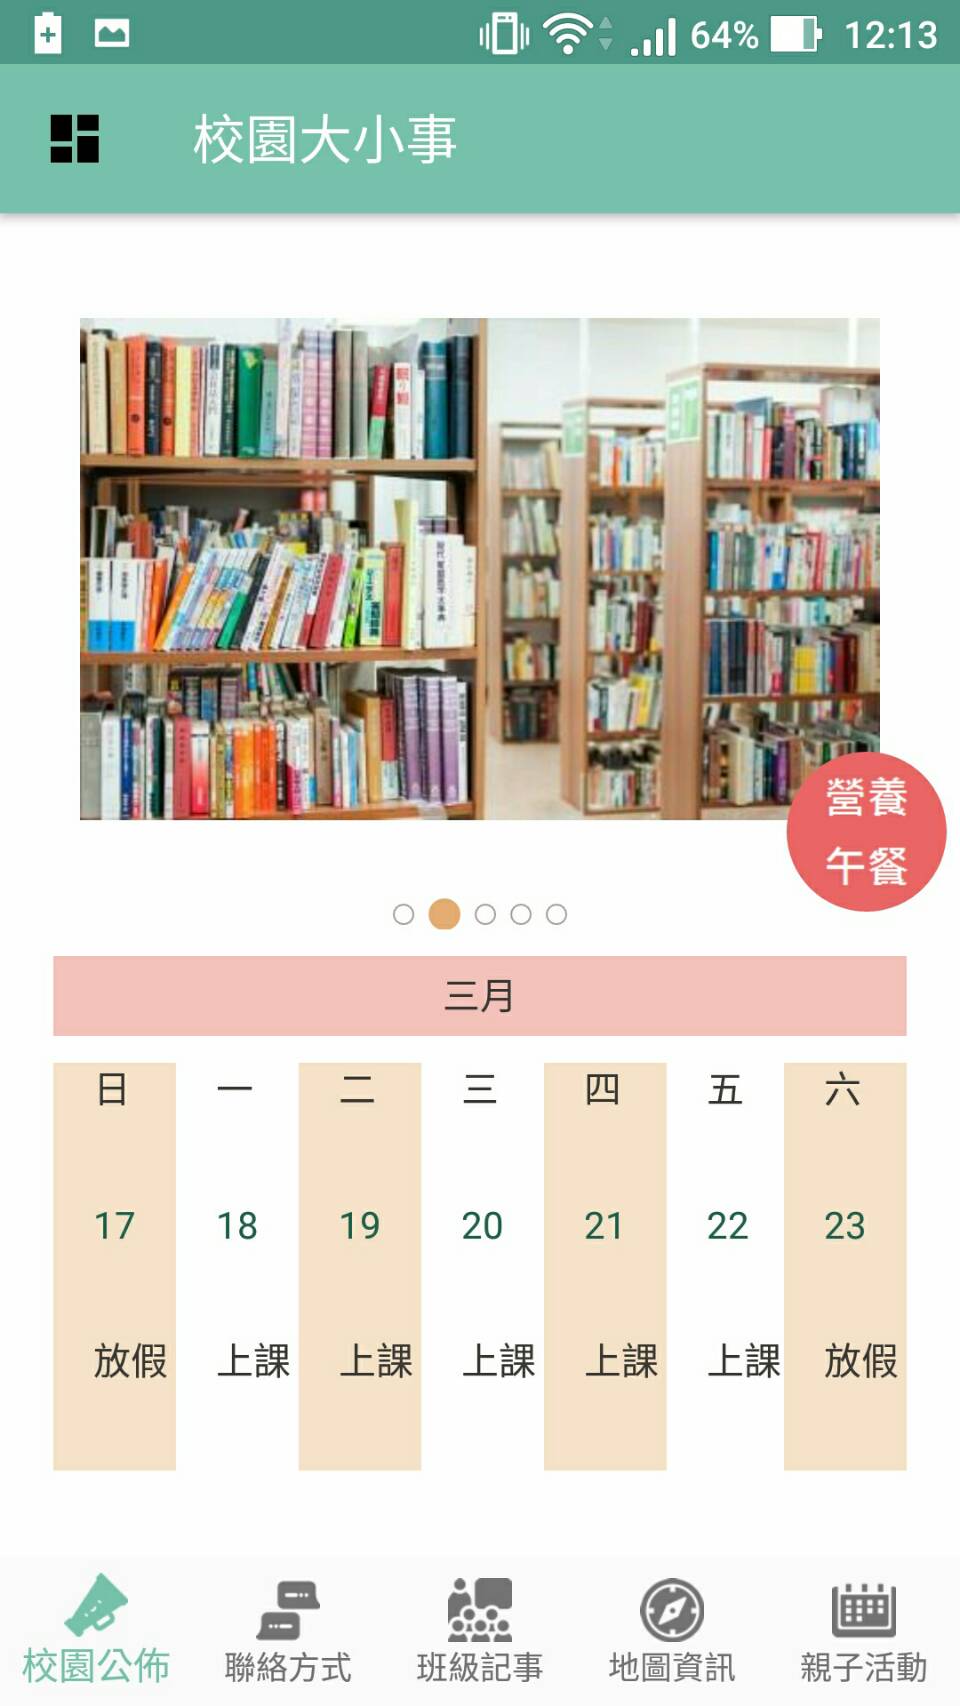 64% 12:13
校園大小事
營養
午餐
三月
日 一 二 三 四 五 六
17 18 19 20 21 22 23
放假 上課 上課 上課 上課 上課 放假
校園公佈 聯絡方式 班級記事 地圖資訊 親子活動